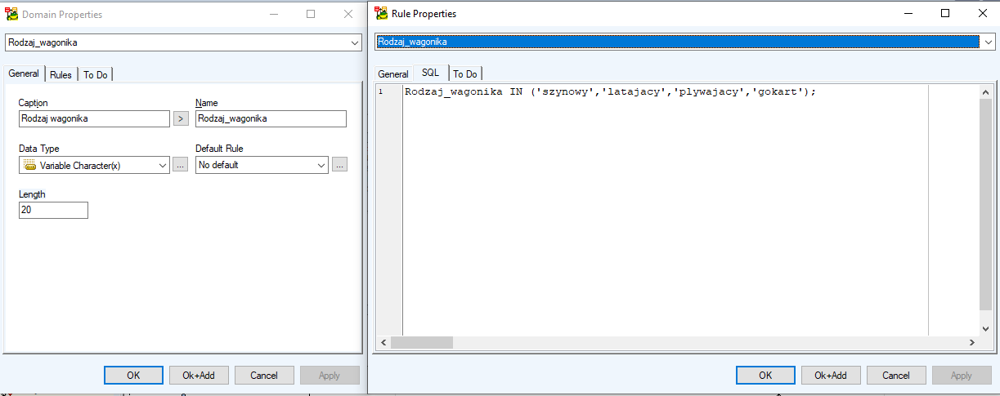 Domain Properties
Rodzaj_wagonika
General Rules To Do
Caption Name
Rodzaj wagonika > Rodzaj_wagonika
Data Type Default Rule
Variable Character(x) ... No default ...
Length
20
OK Ok+Add Cancel Apply
Rule Properties
Rodzaj_wagonika
General SQL To Do
1 Rodzaj_wagonika IN ('szynowy','latajacy','plywajacy','gokart');
OK Ok+Add Cancel Apply